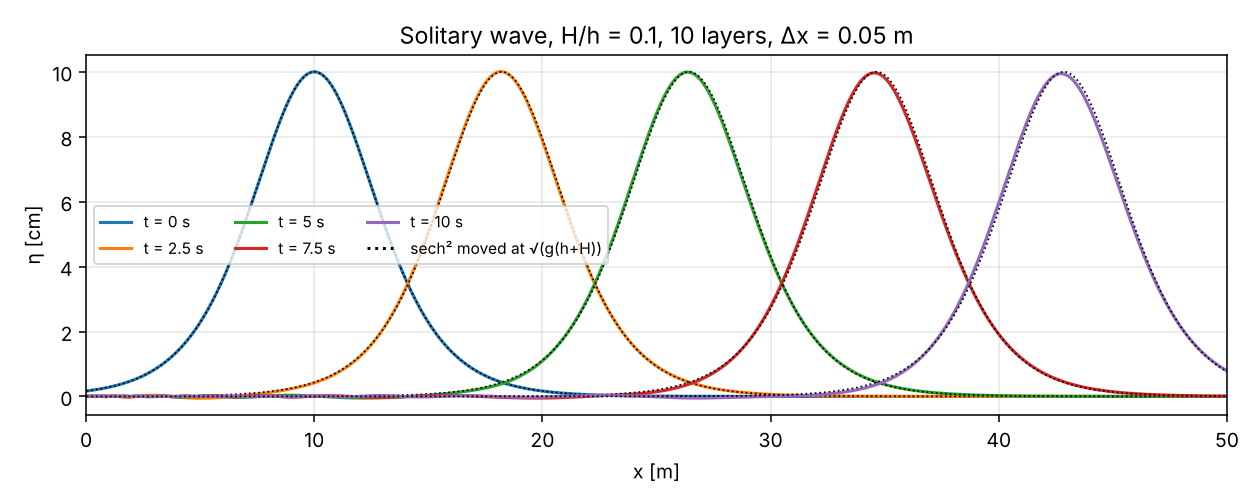 Solitary wave, H/h = 0.1, 10 layers, Δx = 0.05 m
10
8
6
4
2
0
η [cm]
t = 0 s
t = 2.5 s
t = 5 s
t = 7.5 s
t = 10 s
sech² moved at √(g(h+H))
0 10 20 30 40 50
x [m]